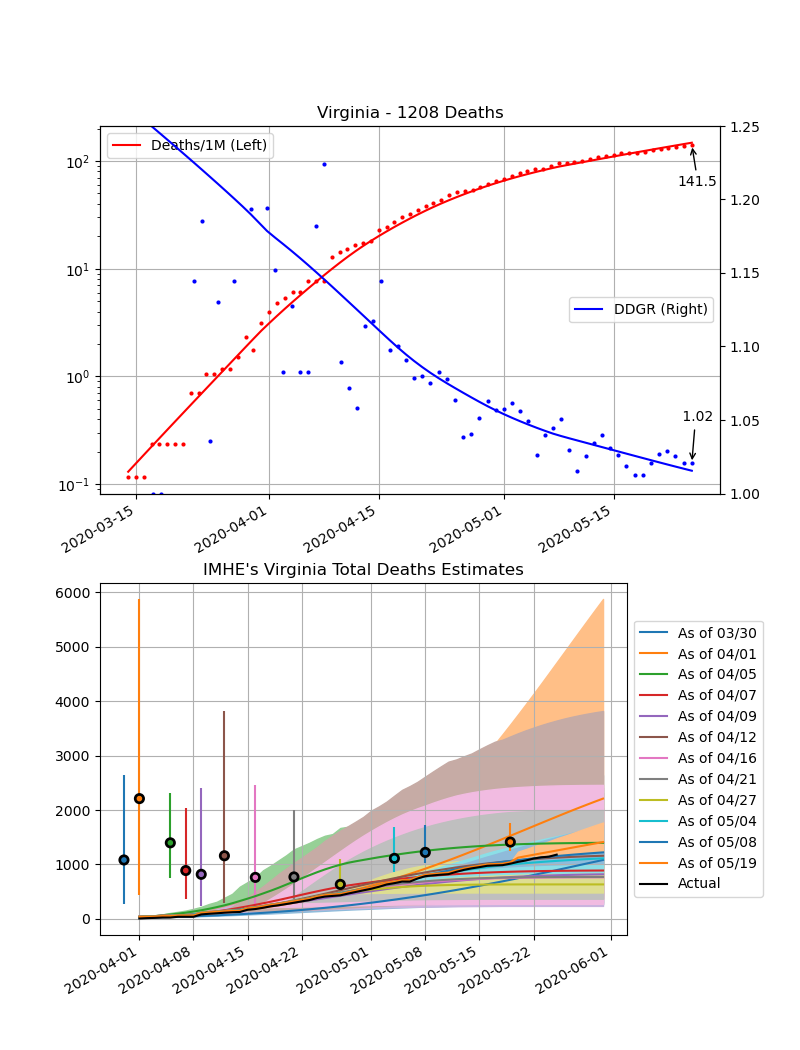 Virginia - 1208 Deaths
Deaths/1M (Left)
DDGR (Right)
141.5
1.02
10²
10¹
10⁰
10⁻¹
1.25
1.20
1.15
1.10
1.05
1.00
2020-03-15
2020-04-01
2020-04-15
2020-05-01
2020-05-15
IMHE's Virginia Total Deaths Estimates
6000
5000
4000
3000
2000
1000
0
2020-04-01
2020-04-08
2020-04-15
2020-04-22
2020-05-01
2020-05-08
2020-05-15
2020-05-22
2020-06-01
As of 03/30
As of 04/01
As of 04/05
As of 04/07
As of 04/09
As of 04/12
As of 04/16
As of 04/21
As of 04/27
As of 05/04
As of 05/08
As of 05/19
Actual